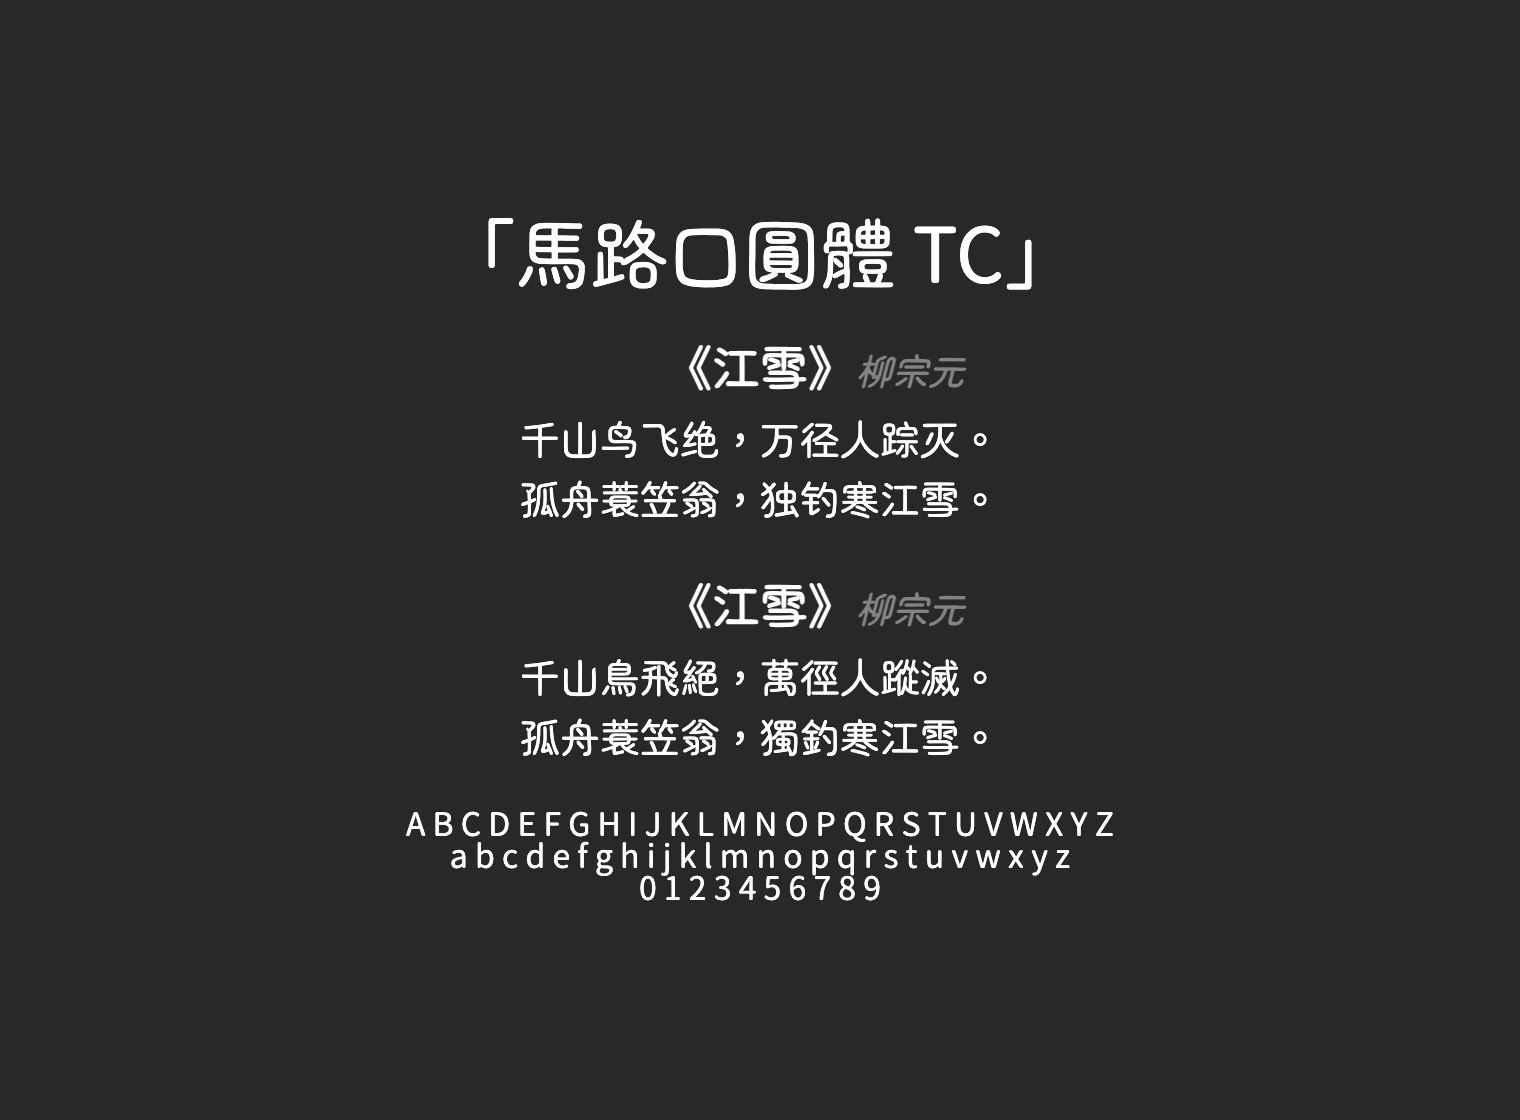 「馬路口圓體 TC」
《江雪》 柳宗元
千山鸟飞绝，万径人踪灭。
孤舟蓑笠翁，独钓寒江雪。
《江雪》 柳宗元
千山鳥飛絕，萬徑人蹤滅。
孤舟蓑笠翁，獨釣寒江雪。
A B C D E F G H I J K L M N O P Q R S T U V W X Y Z
a b c d e f g h i j k l m n o p q r s t u v w x y z
0 1 2 3 4 5 6 7 8 9